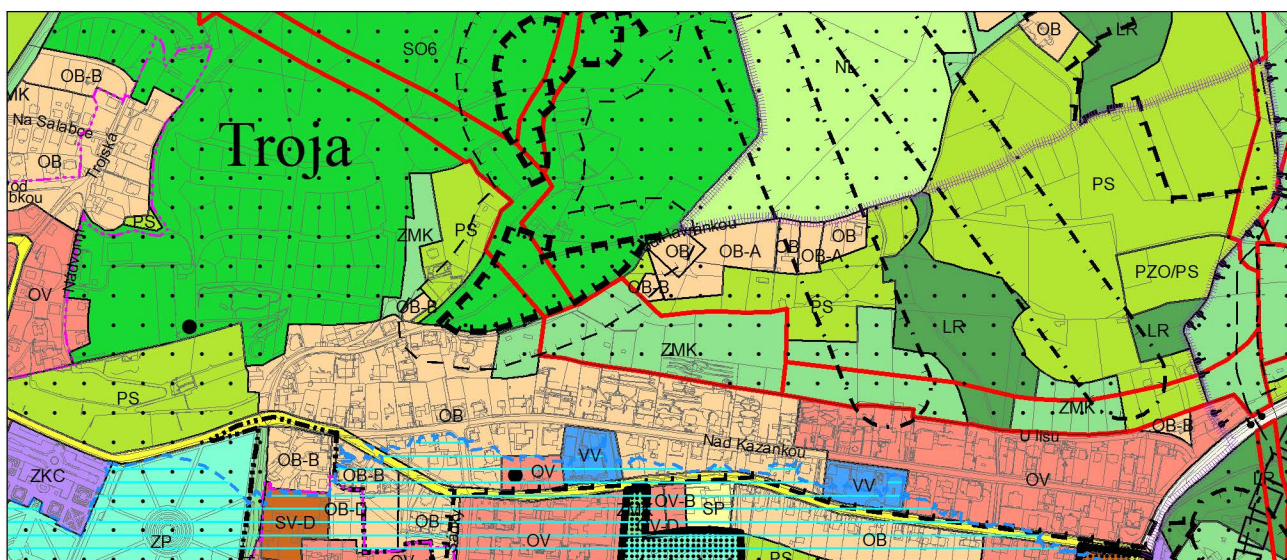 SO6
OB
LR
OB-B
NL
Na Salabce
Troja
OB
Trojská
PS
PS
PS
ZMK
OB
OB
OB-A
OB
OB-A
Nádvorní
PZO/PS
OV
OB-B
OB-B
PS
LR
LR
ZMK
PS
ZMK
OB
OB-B
Nad Kazankou
U lisu
OB-B
OB-B
OV
VV
OV
ZKC
VV
OV-B
SP
OB-D
SV-D
OB
ZP
OV
OB
PS